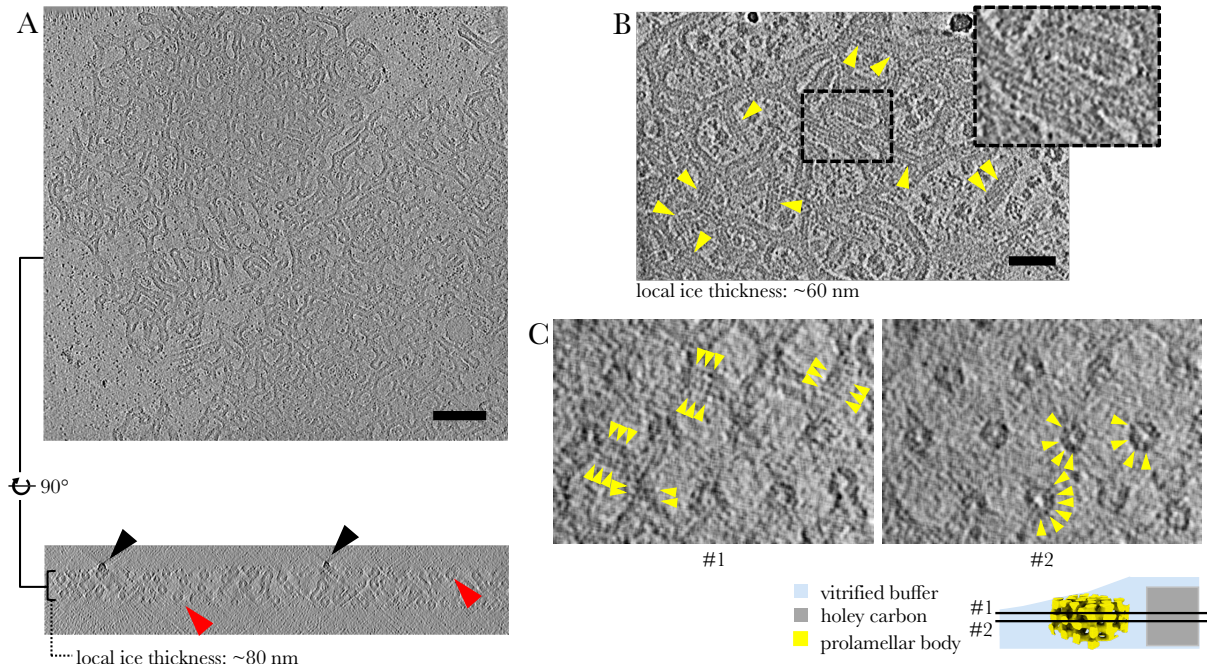 A
90°
local ice thickness: ~80 nm
B
local ice thickness: ~60 nm
C
#1
#2
vitrified buffer
holey carbon
prolamellar body
#1
#2